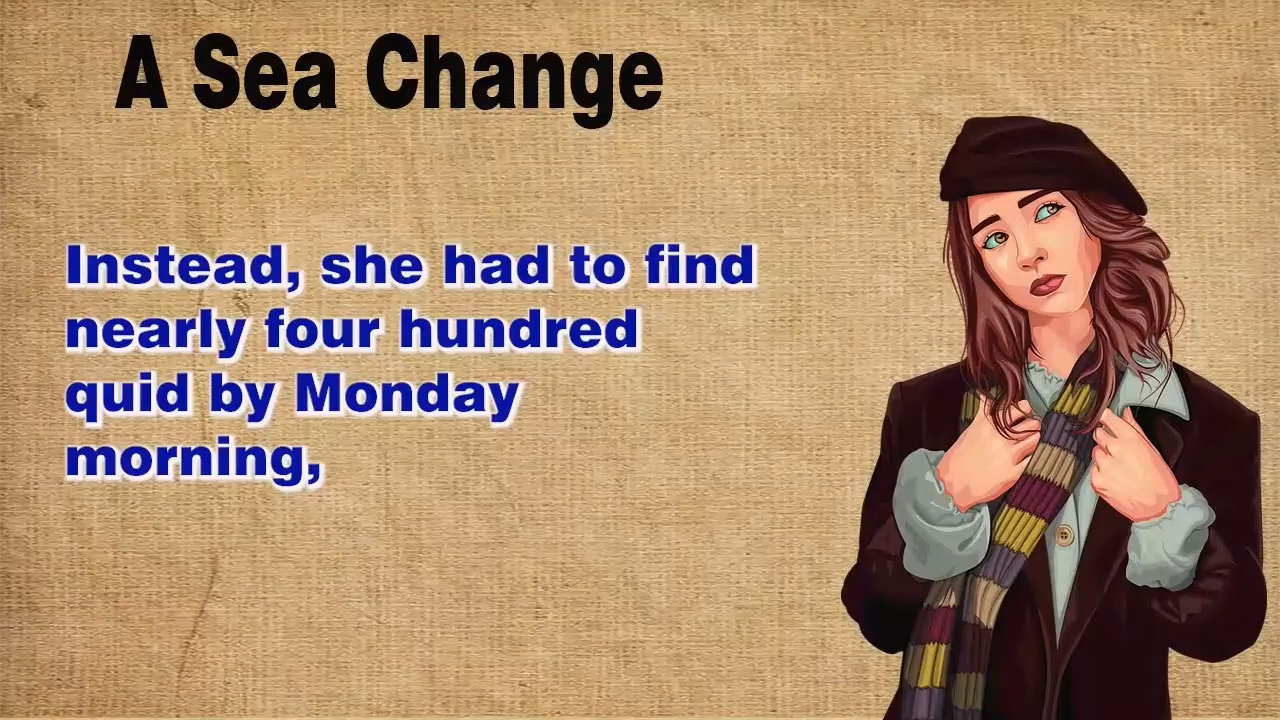 A Sea Change
Instead, she had to find
nearly four hundred
quid by Monday
morning,